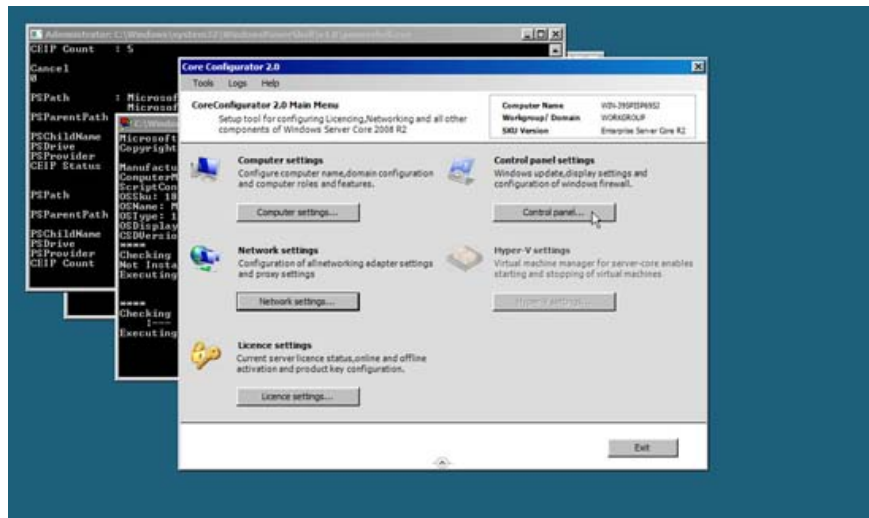 Administrator: C:\Windows\system32\WindowsPowerShell\v1.0\powershell.exe
CEIP Count : 5
Cancel
0
PSPath : Microsof
Microsof
PSParentPath
PSChildName
PSDrive
PSProvider
CEIP Status
PSPath
PSParentPath
PSChildName
PSDrive
PSProvider
CEIP Count
Microsoft
Copyright
Manufactu
ComputerM
ScriptCon
OSSku: 18
OSName: M
OSType: 1
OSDisplay
CSDVersio
====
Checking
Not Insta
Executing
====
Checking
:---
Executing
Core Configurator 2.0
Tools Logs Help
CoreConfigurator 2.0 Main Menu
Setup tool for configuring Licencing,Networking and all other
components of Windows Server Core 2008 R2
Computer Name
Workgroup/ Domain WORKGROUP
SKU Version Enterprise Server Core R2
Computer settings
Configure computer name,domain configuration
and computer roles and features.
Computer settings...
Control panel settings
Windows update,display settings and
configuration of windows firewall.
Control panel...
Network settings
Configuration of allnetworking adapter settings
and proxy settings
Network settings...
Hyper-V settings
Virtual machine manager for server-core enables
starting and stopping of virtual machines
Hyper-V settings...
Licence settings
Current server licence status,online and offline
activation and product key configuration.
Licence settings...
Exit